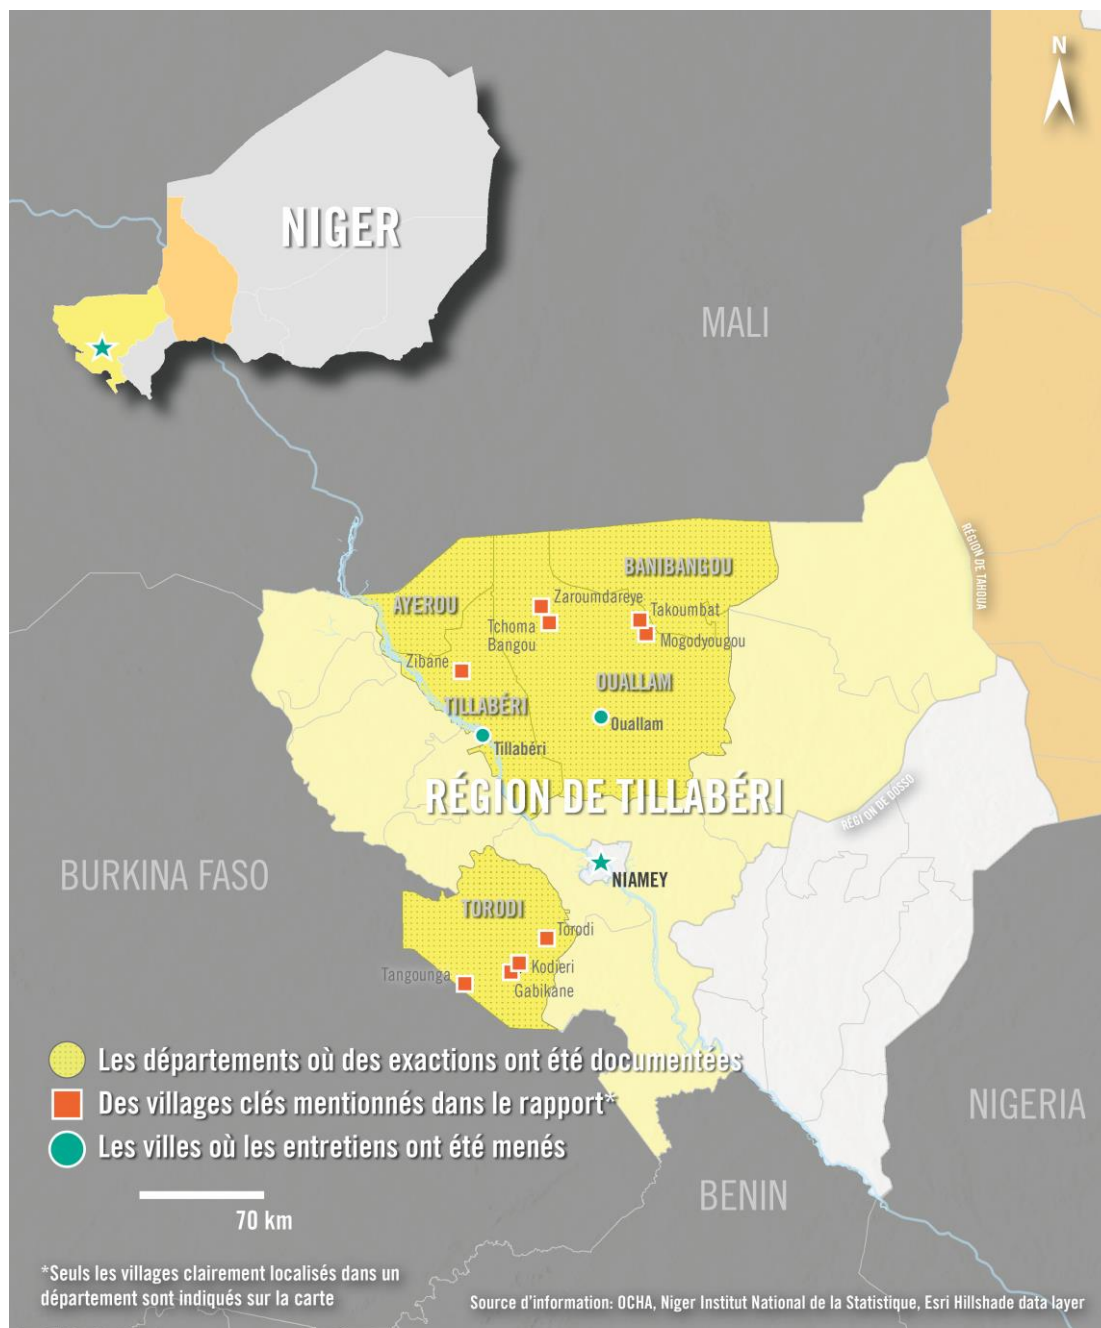 N
NIGER
MALI
RÉGION DE TAHOUA
BANIBANGOU
AYEROU
Zaroumdareye
Takoumbat
Tchoma
Bangou
Mogodyougou
Zibane
OUALLAM
TILLABÉRI
Ouallam
Tillabéri
RÉGION DE TILLABÉRI
RÉGION DE DOSSO
BURKINA FASO
NIAMEY
TORODI
Torodi
Kodieri
Tangounga
Gabikane
Les départements où des exactions ont été documentées
Des villages clés mentionnés dans le rapport*
NIGERIA
Les villes où les entretiens ont été menés
BENIN
70 km
*Seuls les villages clairement localisés dans un
département sont indiqués sur la carte
Source d'information: OCHA, Niger Institut National de la Statistique, Esri Hillshade data layer